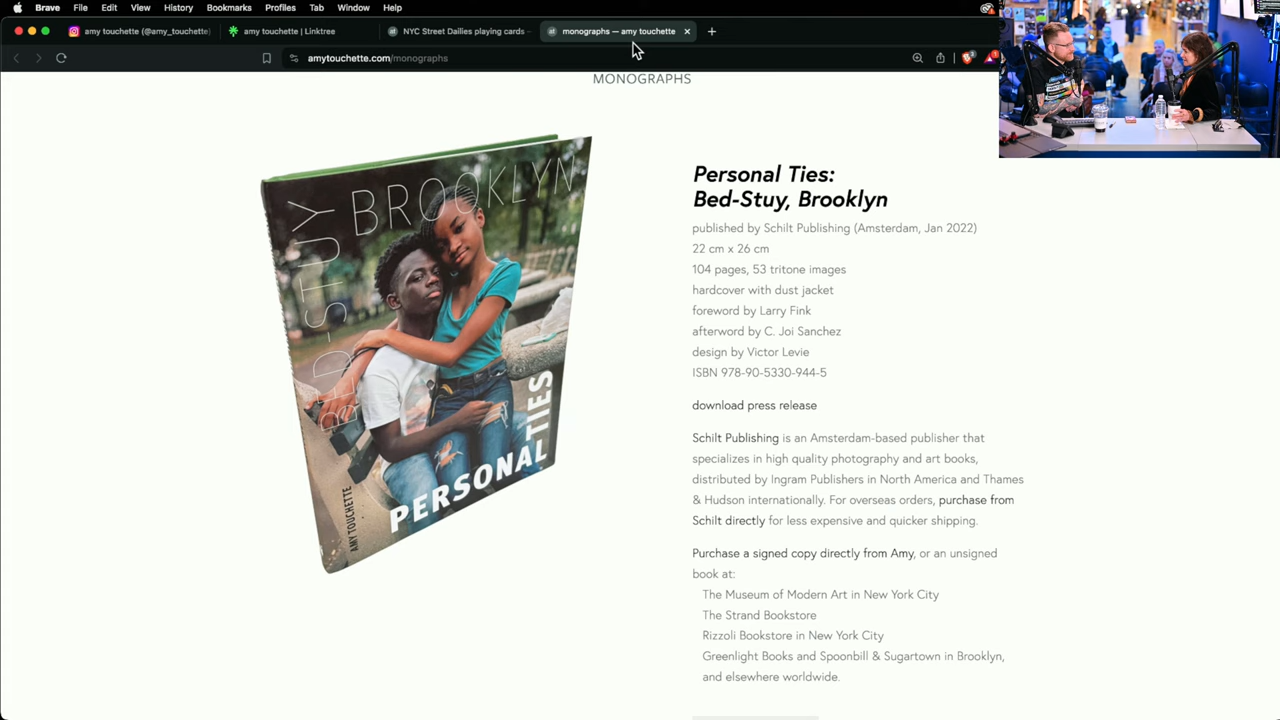 Brave File Edit View History Bookmarks Profiles Tab Window Help
amy touchette (@amy_touchette) amy touchette | Linktree NYC Street Dailies playing cards - monographs — amy touchette
amytouchette.com/monographs
MONOGRAPHS
BED-STUY BROOKLYN
PERSONAL TIES
AMY TOUCHETTE
Personal Ties:
Bed-Stuy, Brooklyn
published by Schilt Publishing (Amsterdam, Jan 2022)
22 cm x 26 cm
104 pages, 53 tritone images
hardcover with dust jacket
foreword by Larry Fink
afterword by C. Joi Sanchez
design by Victor Levie
ISBN 978-90-5330-944-5
download press release
Schilt Publishing is an Amsterdam-based publisher that
specializes in high quality photography and art books,
distributed by Ingram Publishers in North America and Thames
& Hudson internationally. For overseas orders, purchase from
Schilt directly for less expensive and quicker shipping.
Purchase a signed copy directly from Amy, or an unsigned
book at:
The Museum of Modern Art in New York City
The Strand Bookstore
Rizzoli Bookstore in New York City
Greenlight Books and Spoonbill & Sugartown in Brooklyn,
and elsewhere worldwide.